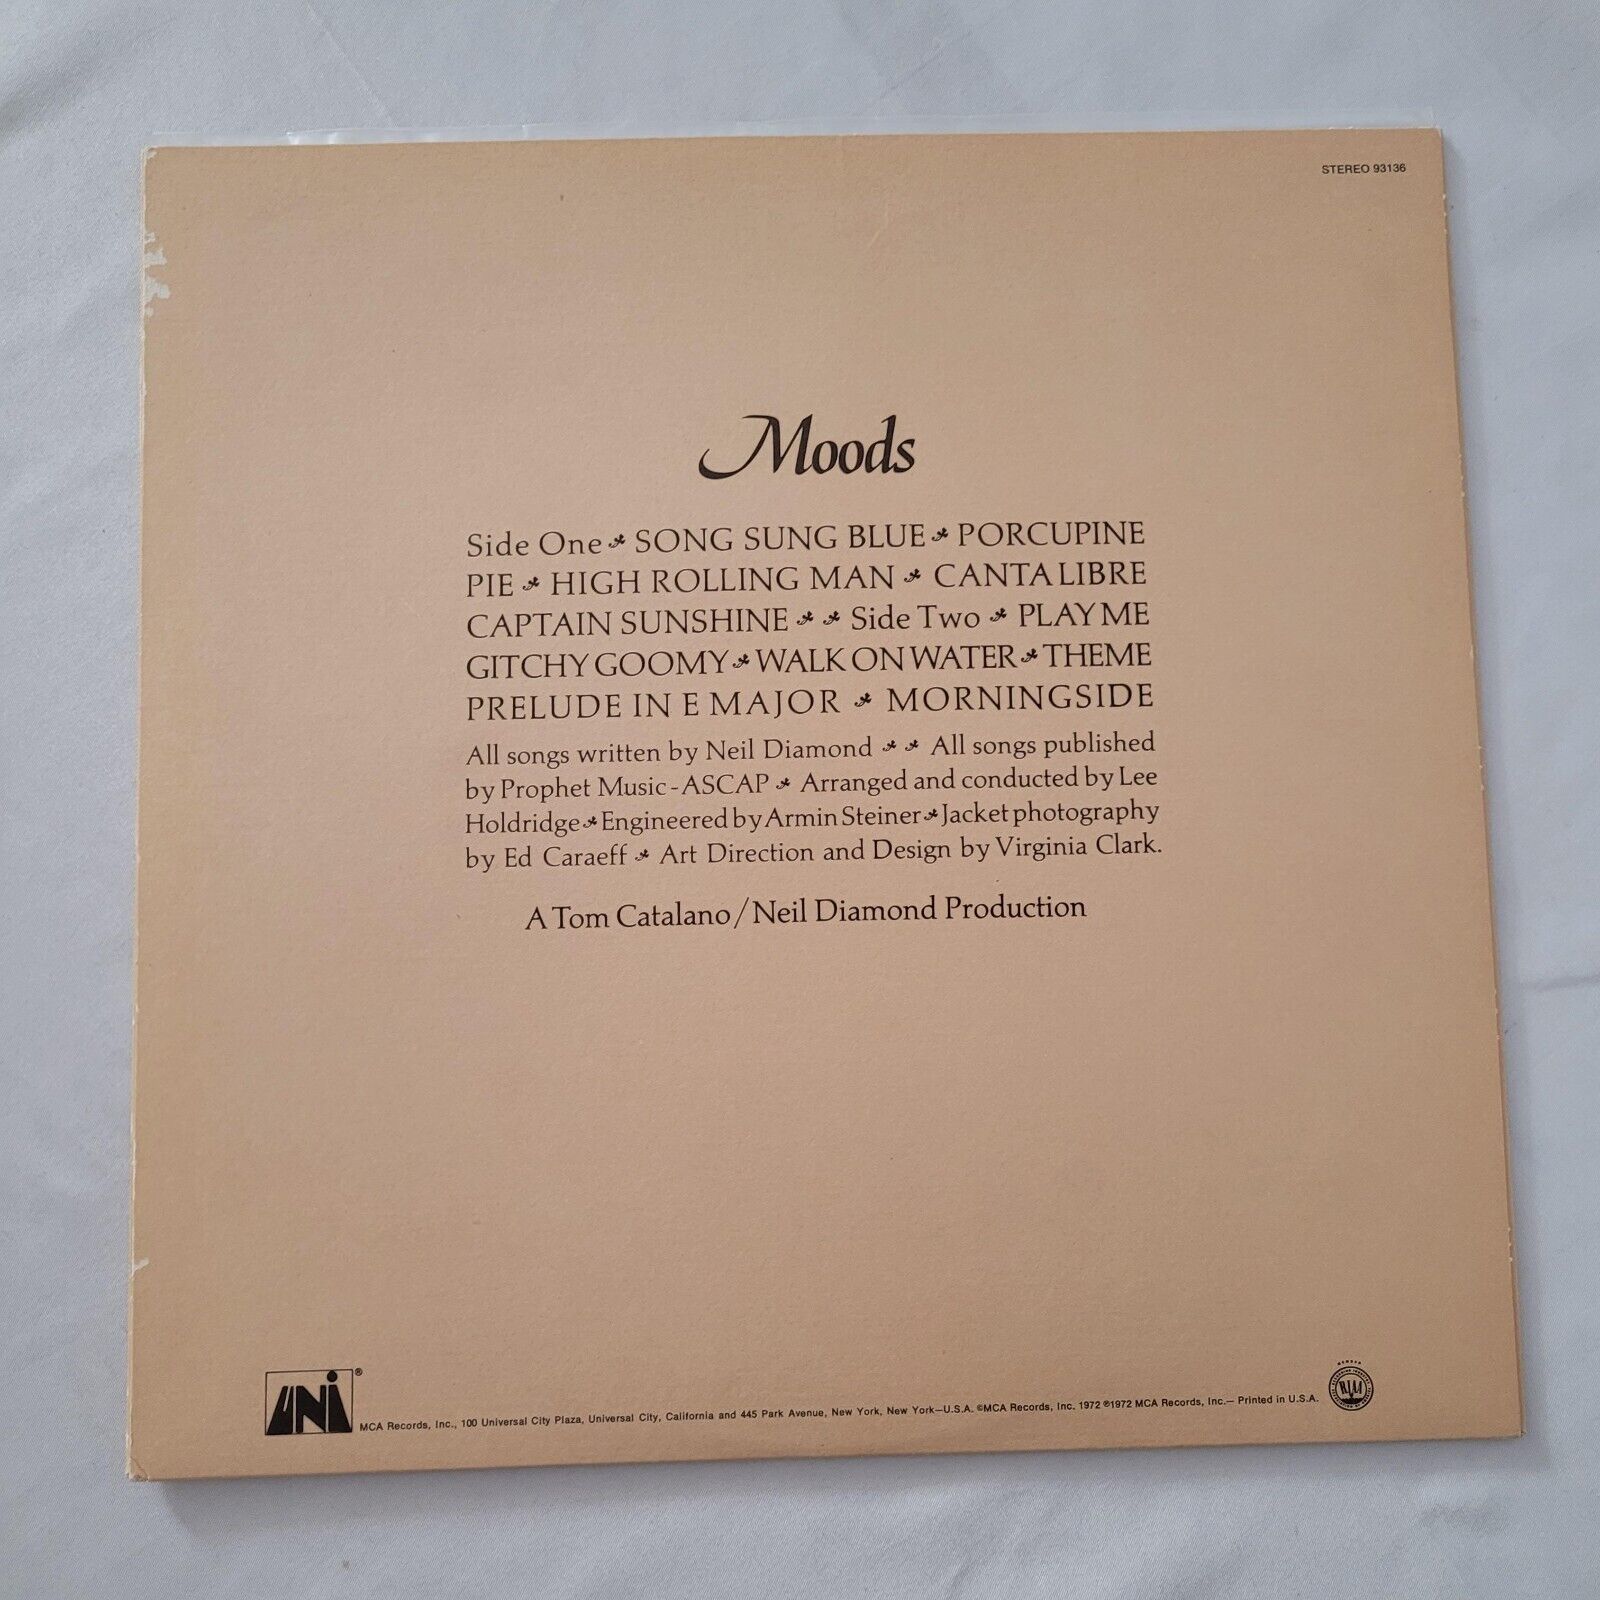 STEREO 93136
Moods
Side One SONG SUNG BLUE PORCUPINE
PIE HIGH ROLLING MAN CANTA LIBRE
CAPTAIN SUNSHINE Side Two PLAY ME
GITCHY GOOMY WALK ON WATER THEME
PRELUDE IN E MAJOR MORNINGSIDE
All songs written by Neil Diamond All songs published
by Prophet Music - ASCAP Arranged and conducted by Lee
Holdridge Engineered by Armin Steiner Jacket photography
by Ed Caraeff Art Direction and Design by Virginia Clark.
A Tom Catalano/Neil Diamond Production
UNI®
MCA Records, Inc., 100 Universal City Plaza, Universal City, California and 445 Park Avenue, New York, New York—U.S.A. ©MCA Records, Inc. 1972 ℗1972 MCA Records, Inc.— Printed in U.S.A.
MEMBER